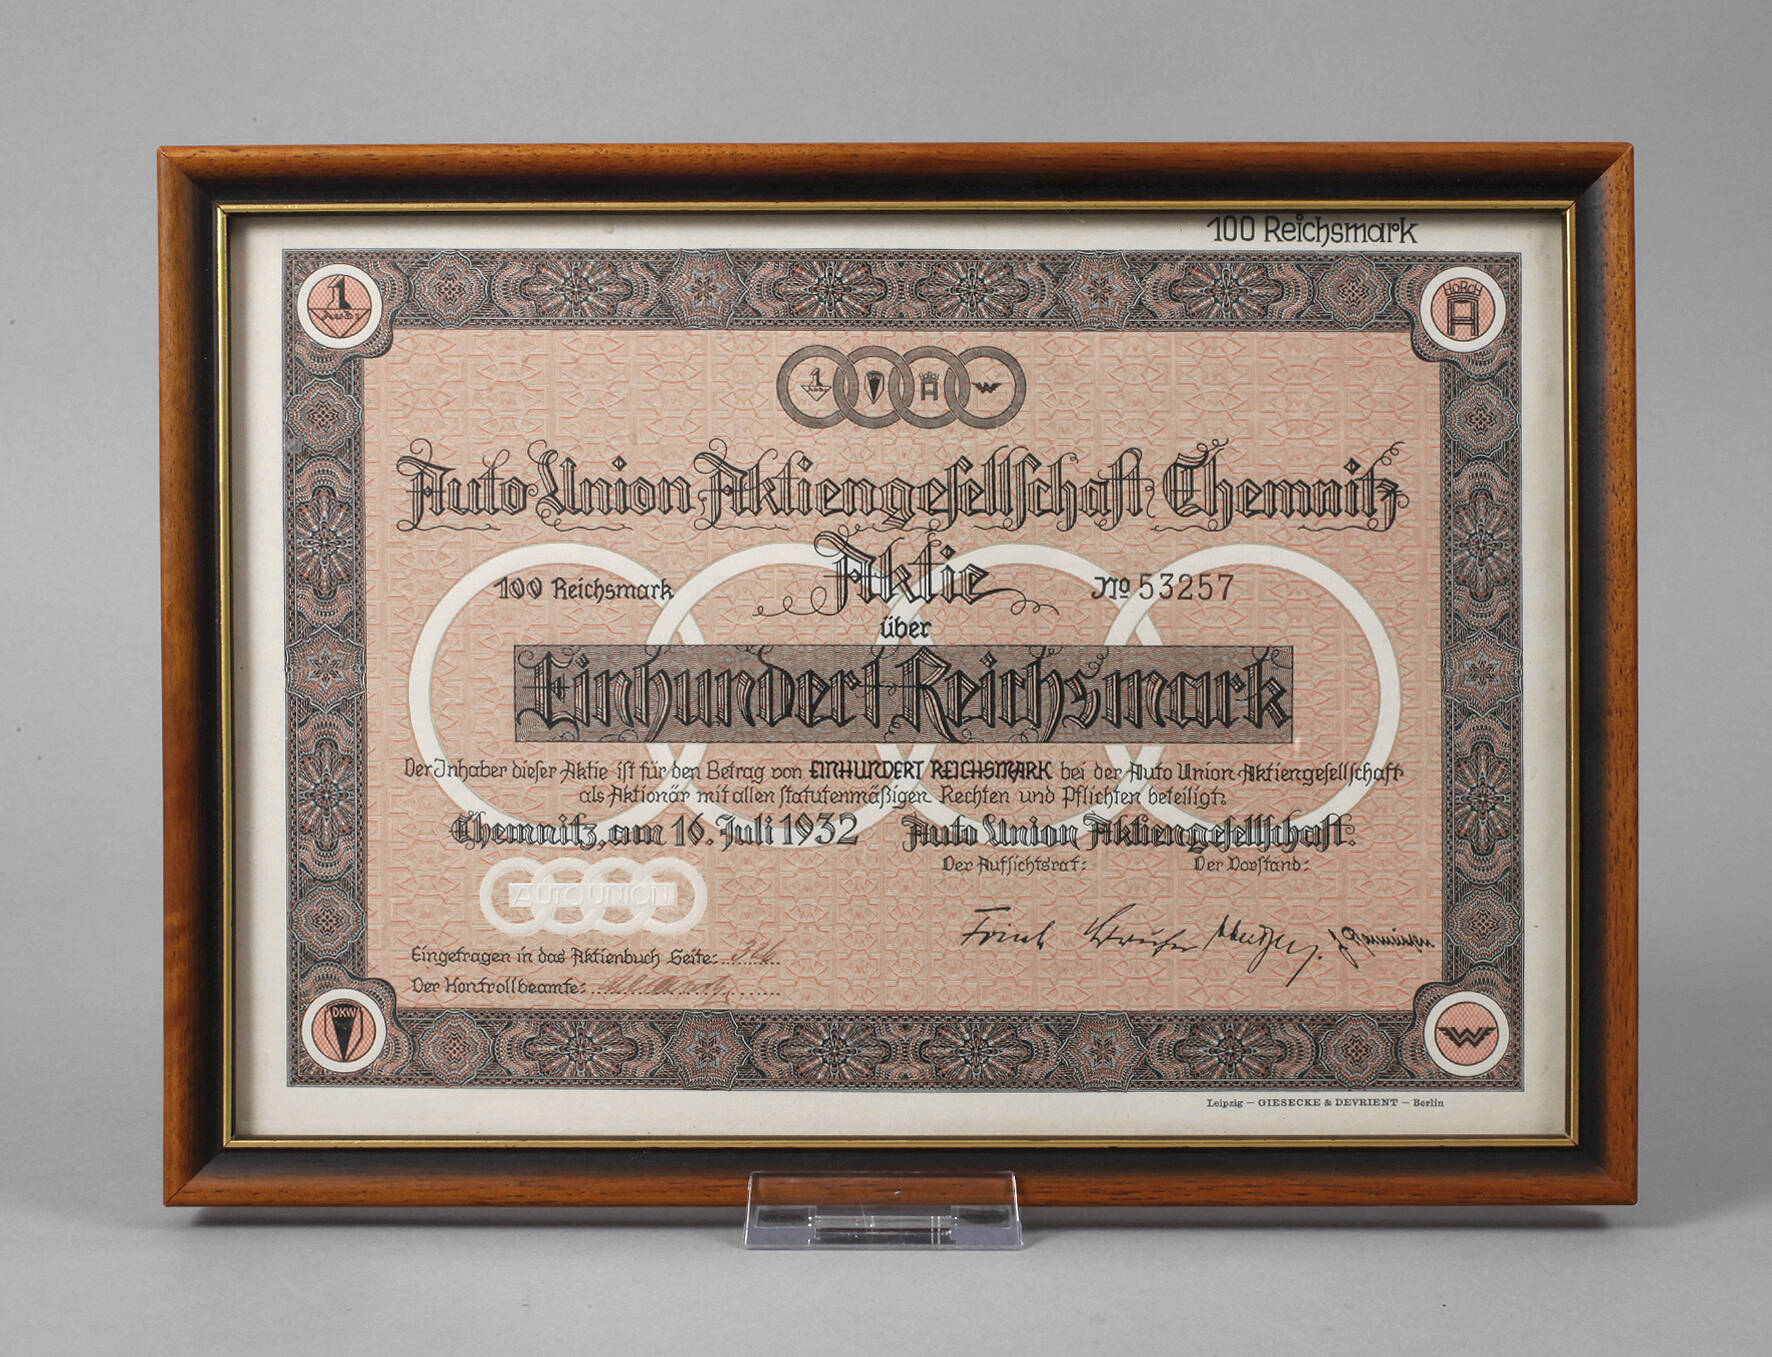 100 Reichsmark
1
Audi
HORCH
Auto Union Aktiengesellschaft, Chemnitz
Aktie
100 Reichsmark
No 53257
über
Einhundert Reichsmark
Der Inhaber dieser Aktie ist für den Betrag von EINHUNDERT REICHSMARK bei der Auto Union Aktiengesellschaft
als Aktionär mit allen statutenmäßigen Rechten und Pflichten beteiligt.
Chemnitz, am 16. Juli 1932
Auto Union Aktiengesellschaft.
Der Aufsichtsrat:
Der Vorstand:
AUTO UNION
Eingetragen in das Aktienbuch Seite:
Der Kontrollbeamte:
DKW
W
Leipzig — GIESECKE & DEVRIENT — Berlin